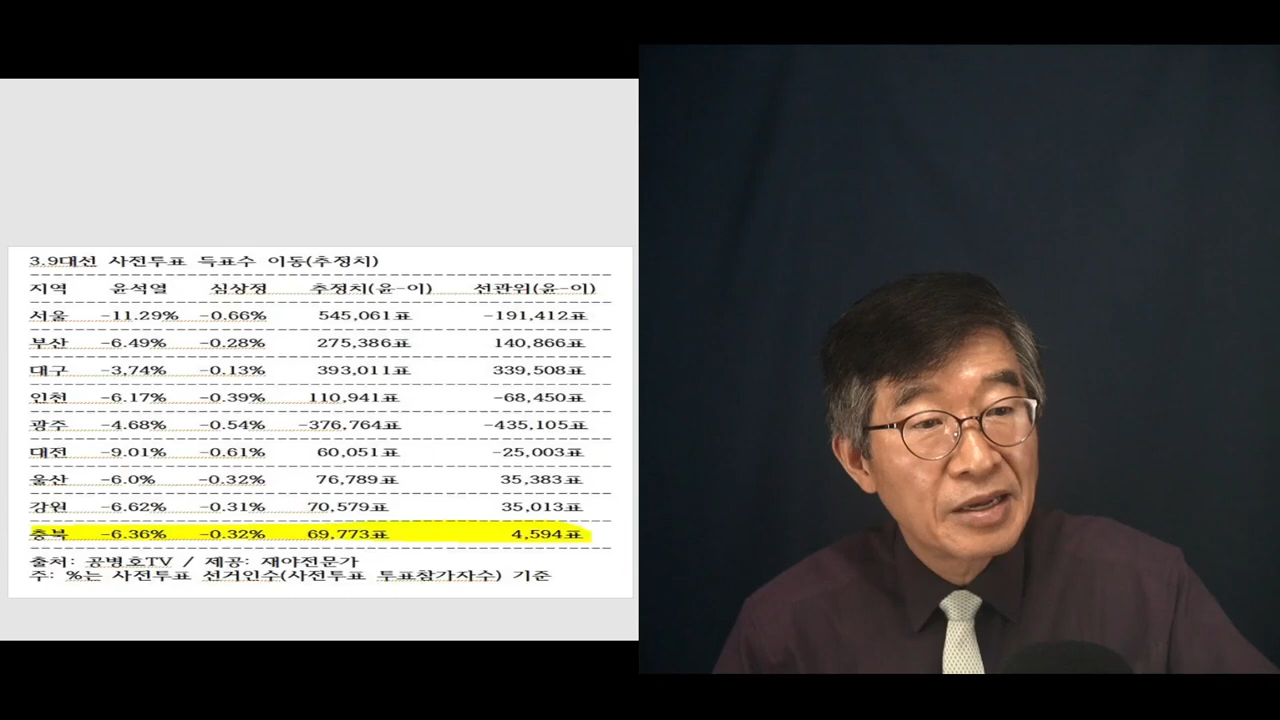 3.9대선 사전투표 득표수 이동(추정치)
지역 윤석열 심상정 추정치(윤-이) 선관위(윤-이)
서울 -11.29% -0.66% 545,061표 -191,412표
부산 -6.49% -0.28% 275,386표 140,866표
대구 -3.74% -0.13% 393,011표 339,508표
인천 -6.17% -0.39% 110,941표 -68,450표
광주 -4.68% -0.54% -376,764표 -435,105표
대전 -9.01% -0.61% 60,051표 -25,003표
울산 -6.0% -0.32% 76,789표 35,383표
강원 -6.62% -0.31% 70,579표 35,013표
충북 -6.36% -0.32% 69,773표 4,594표
출처: 공병호TV / 제공: 재야전문가
주: %는 사전투표 선거인수(사전투표 투표참가자수) 기준